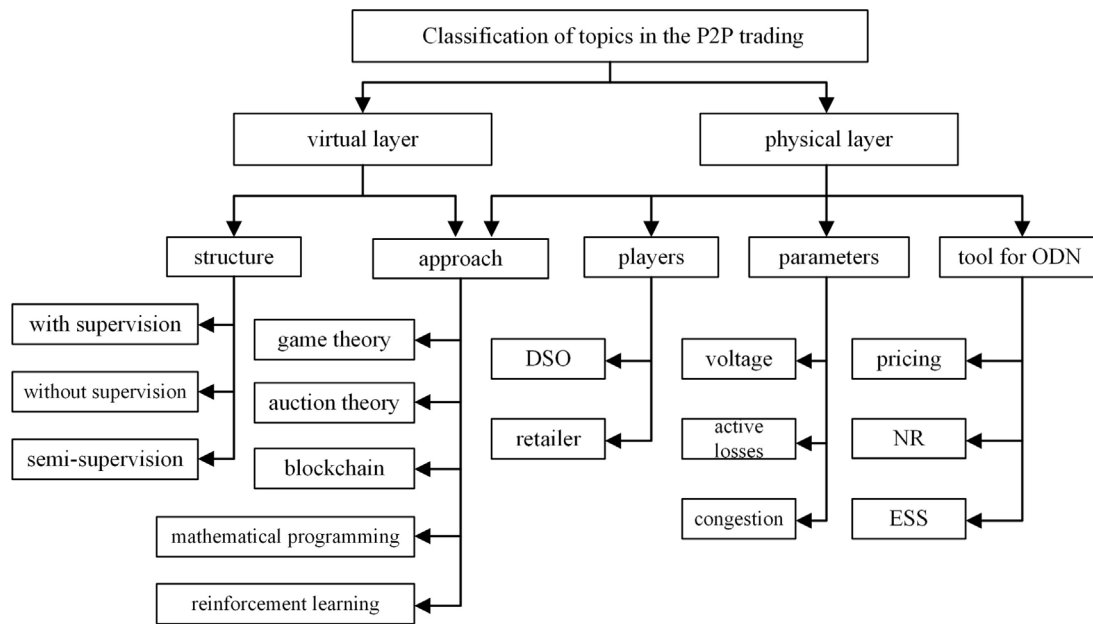 Classification of topics in the P2P trading
virtual layer
physical layer
structure
approach
players
parameters
tool for ODN
with supervision
without supervision
semi-supervision
game theory
auction theory
blockchain
mathematical programming
reinforcement learning
DSO
retailer
voltage
active
losses
congestion
pricing
NR
ESS